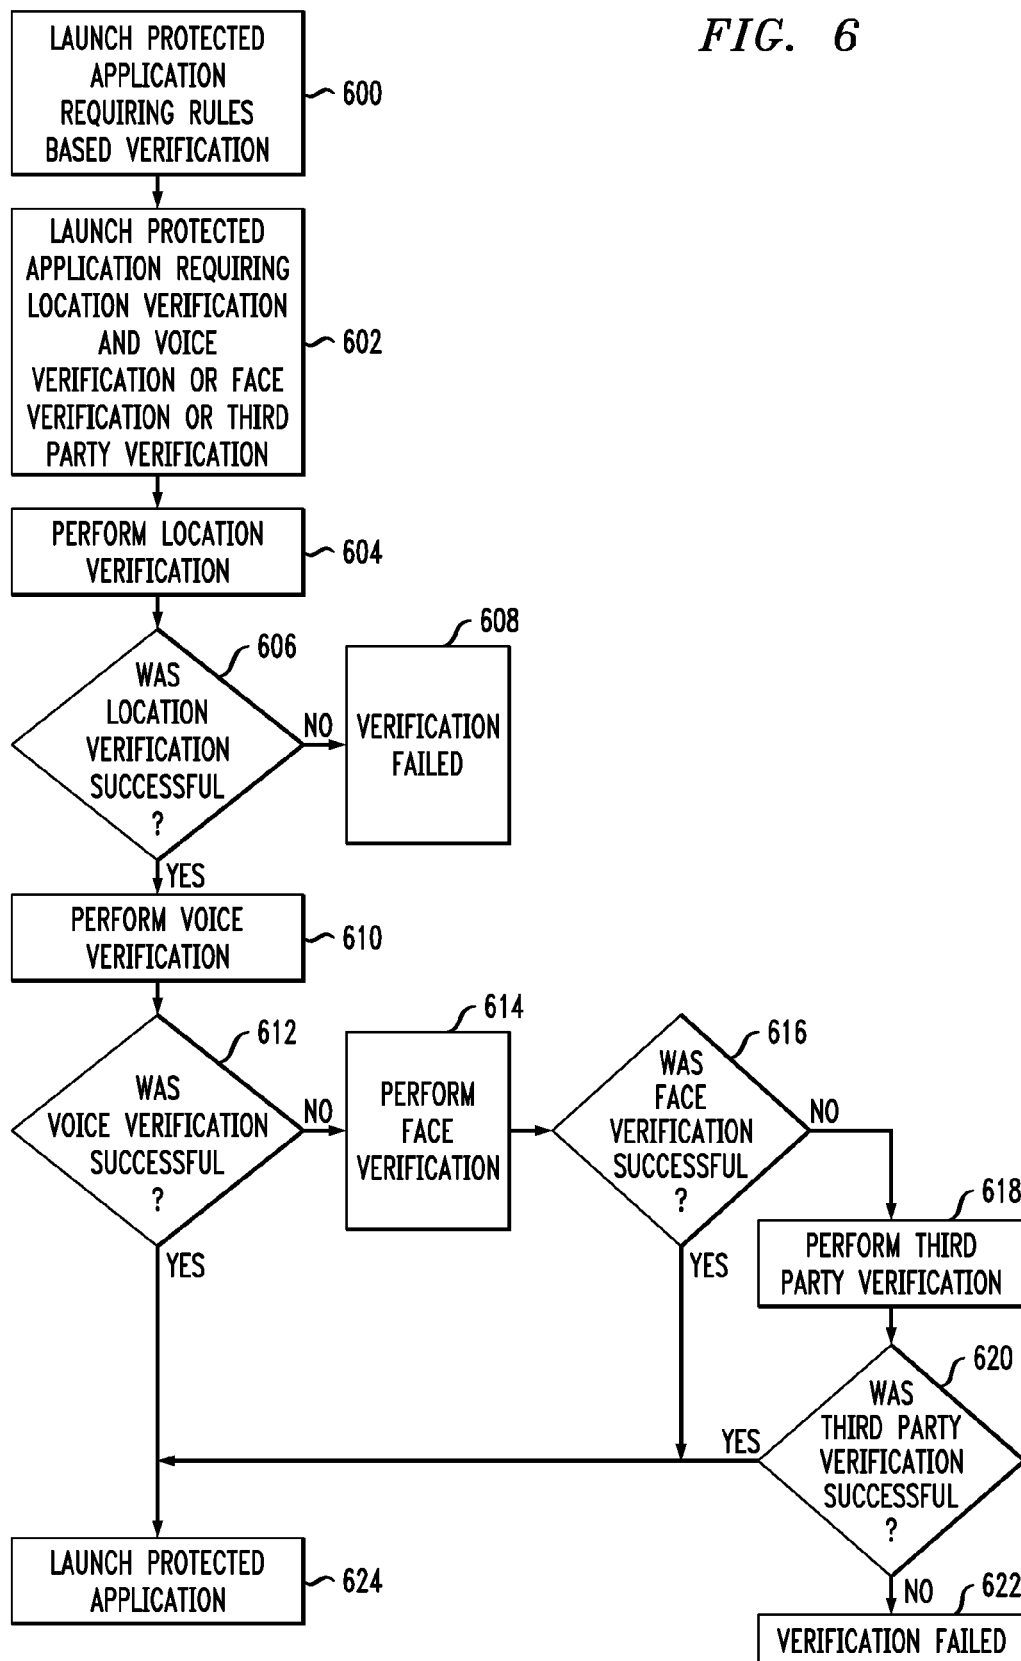 FIG. 6
LAUNCH PROTECTED
APPLICATION
REQUIRING RULES
BASED VERIFICATION
600
LAUNCH PROTECTED
APPLICATION REQUIRING
LOCATION VERIFICATION
AND VOICE
VERIFICATION OR FACE
VERIFICATION OR THIRD
PARTY VERIFICATION
602
PERFORM LOCATION
VERIFICATION
604
606
WAS
LOCATION
VERIFICATION
SUCCESSFUL
?
NO
608
VERIFICATION
FAILED
YES
PERFORM VOICE
VERIFICATION
610
612
WAS
VOICE VERIFICATION
SUCCESSFUL
?
NO
614
PERFORM
FACE
VERIFICATION
616
WAS
FACE
VERIFICATION
SUCCESSFUL
?
NO
YES
YES
618
PERFORM THIRD
PARTY VERIFICATION
620
WAS
THIRD PARTY
VERIFICATION
SUCCESSFUL
?
YES
NO
622
VERIFICATION FAILED
LAUNCH PROTECTED
APPLICATION
624